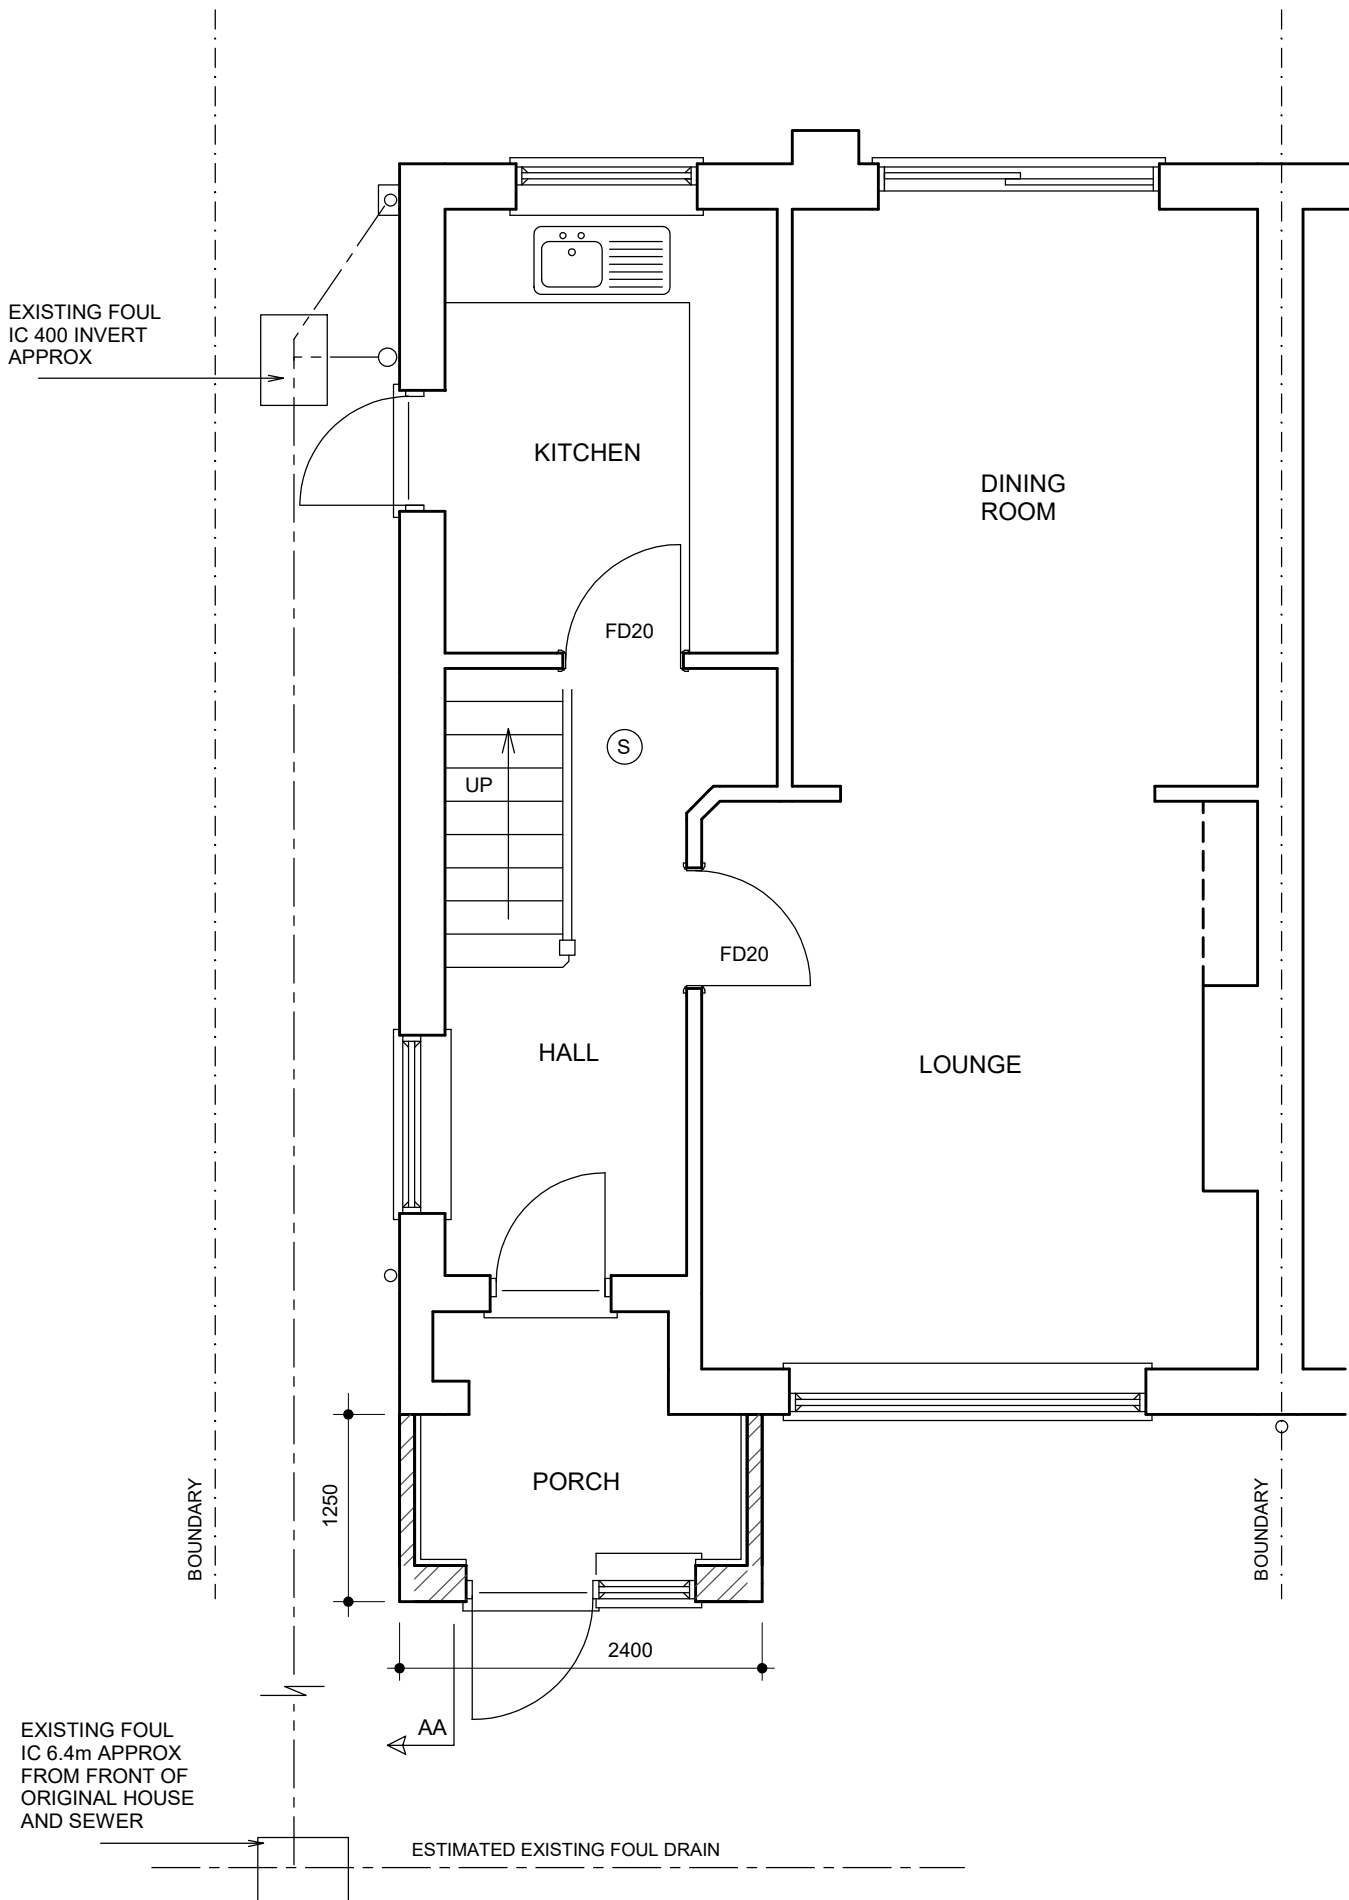 EXISTING FOUL
IC 400 INVERT
APPROX
KITCHEN
DINING
ROOM
FD20
S
UP
FD20
HALL
LOUNGE
PORCH
1250
BOUNDARY
BOUNDARY
2400
AA
EXISTING FOUL
IC 6.4m APPROX
FROM FRONT OF
ORIGINAL HOUSE
AND SEWER
ESTIMATED EXISTING FOUL DRAIN